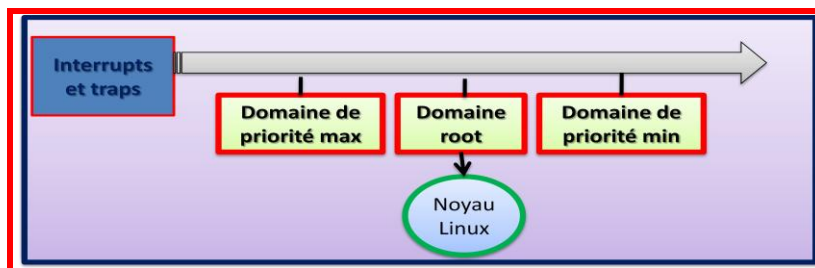 Interrupts
et traps
Domaine de
priorité max
Domaine
root
Domaine de
priorité min
Noyau
Linux